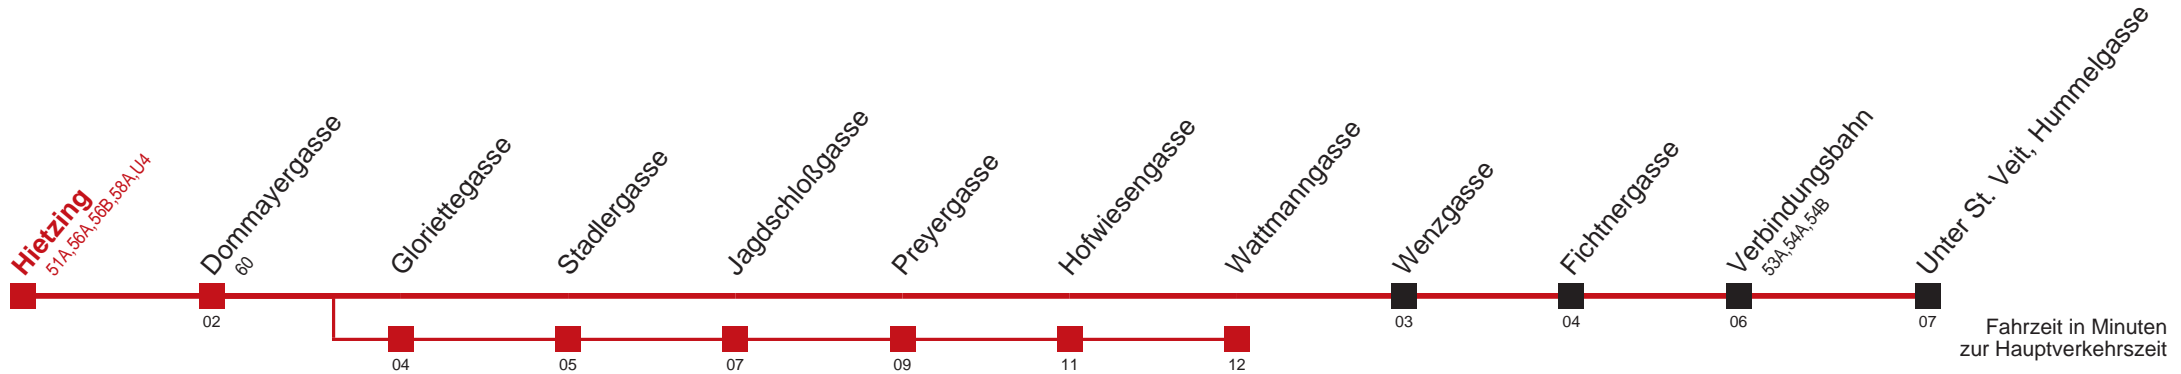 Hietzing
51A,56A,56B,58A,U4
Dommayergasse
60
Gloriettegasse
Stadlergasse
Jagdschloßgasse
Preyergasse
Hofwiesengasse
Wattmanngasse
Wenzgasse
Fichtnergasse
Verbindungsbahn
53A,54A,54B
Unter St. Veit, Hummelgasse
02
03
04
06
07
04
05
07
09
11
12
Fahrzeit in Minuten
zur Hauptverkehrszeit